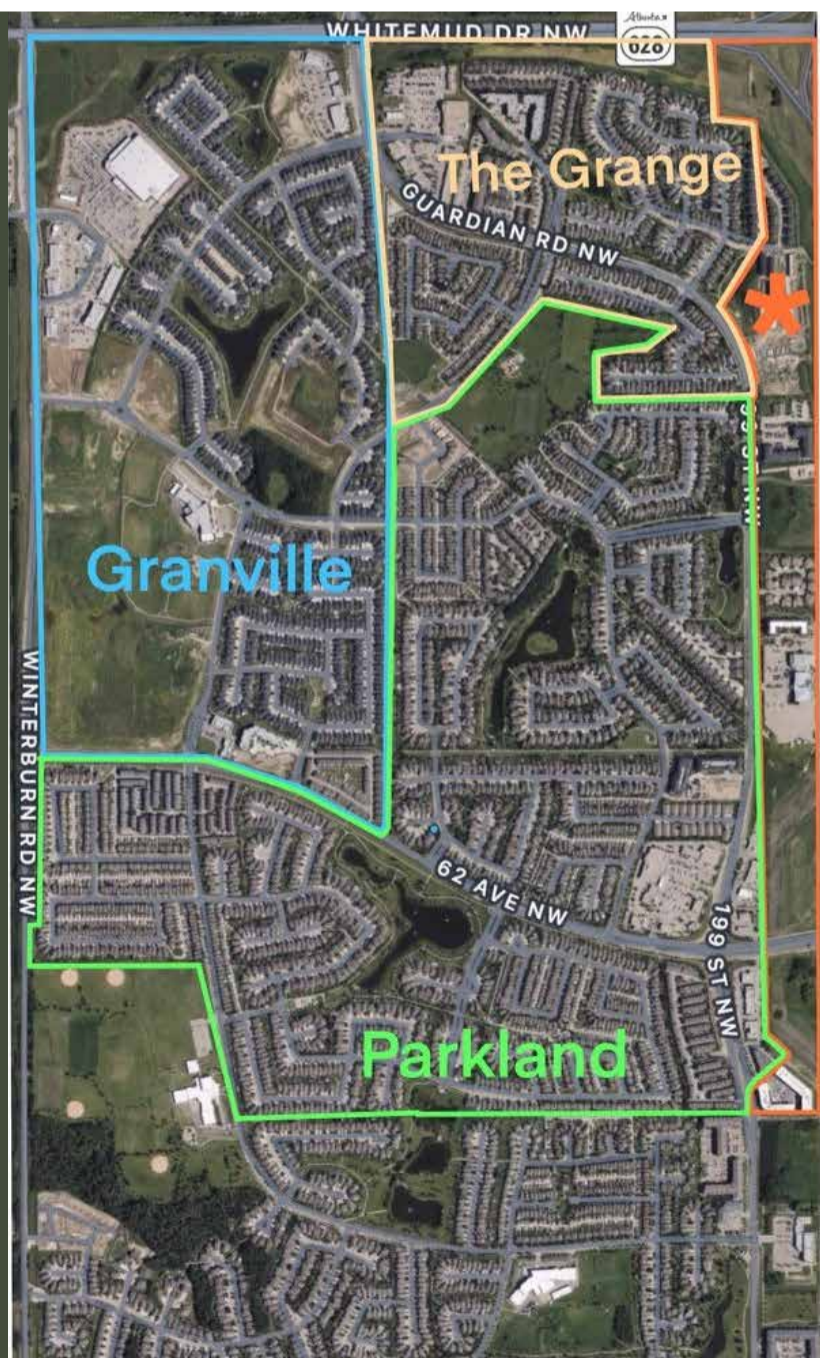 WHITEMUD DR NW
Alberta
628
The Grange
GUARDIAN RD NW
Granville
WINTERBURN RD NW
62 AVE NW
199 ST NW
Parkland